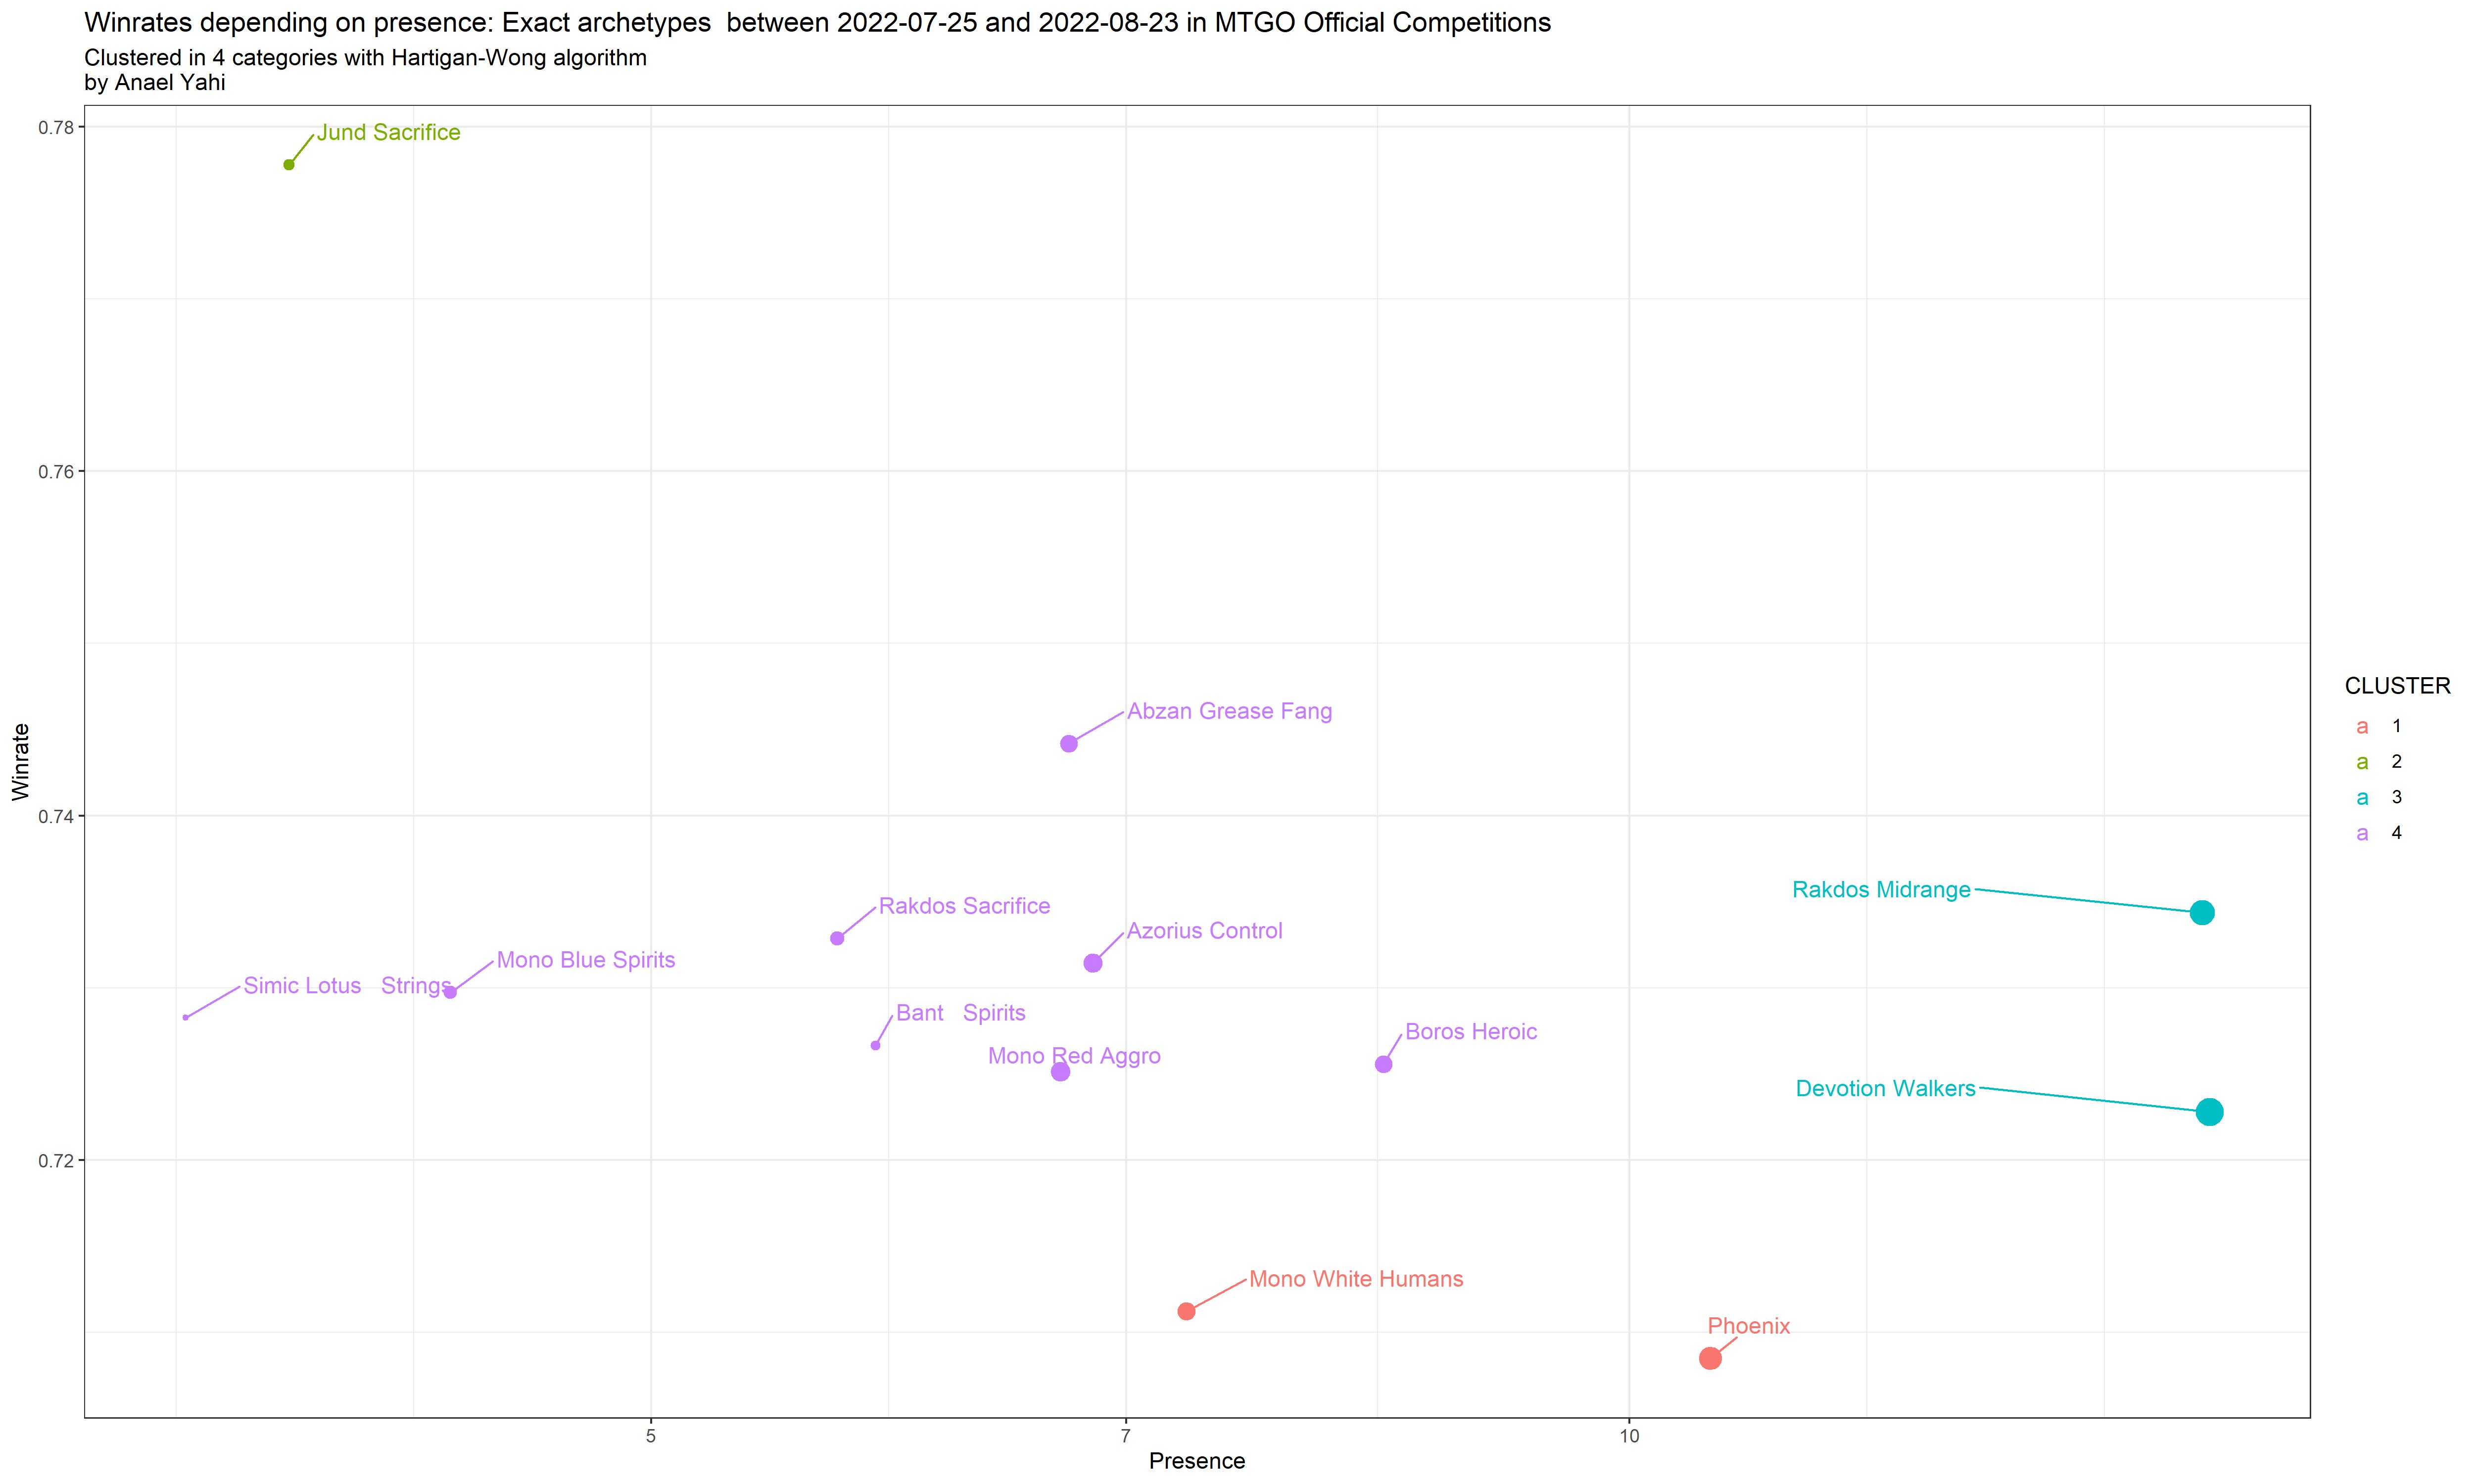 Winrates depending on presence: Exact archetypes  between 2022-07-25 and 2022-08-23 in MTGO Official Competitions
Clustered in 4 categories with Hartigan-Wong algorithm
by Anael Yahi
0.78
Jund Sacrifice
0.76
Abzan Grease Fang
0.74
Rakdos Midrange
Rakdos Sacrifice
Azorius Control
Mono Blue Spirits
Simic Lotus   Strings
Bant   Spirits
Boros Heroic
Mono Red Aggro
Devotion Walkers
0.72
Mono White Humans
Phoenix
Winrate
5
7
10
Presence
CLUSTER
a 1
a 2
a 3
a 4